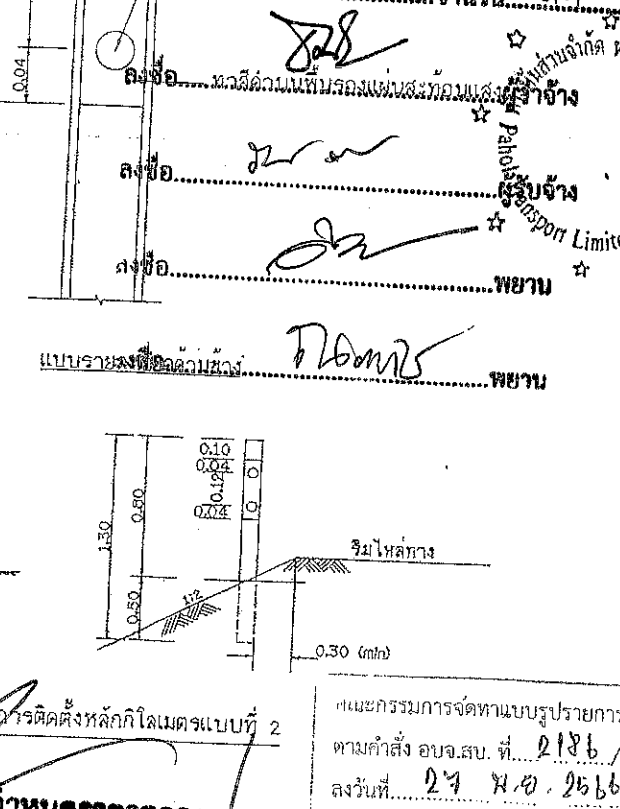 0.04
ลงชื่อ..........ผู้ว่าจ้าง
ทาสีดำบนพื้นรองแผ่นสะท้อนแสง
ลงชื่อ..........ผู้รับจ้าง
Transport Limite
ลงชื่อ..........พยาน
แบบรายละเอียดด้านข้าง..........พยาน
0.10
0.04
0.12
0.04
1.30
0.80
0.50
1:2
ริมไหล่ทาง
0.30 (min)
การติดตั้งหลักกิโลเมตรแบบที่ 2
คณะกรรมการจัดทำแบบรูปรายการ
ตามคำสั่ง อบจ.สบ. ที่ 2186 /
ลงวันที่ 27 พ.ย. 2566